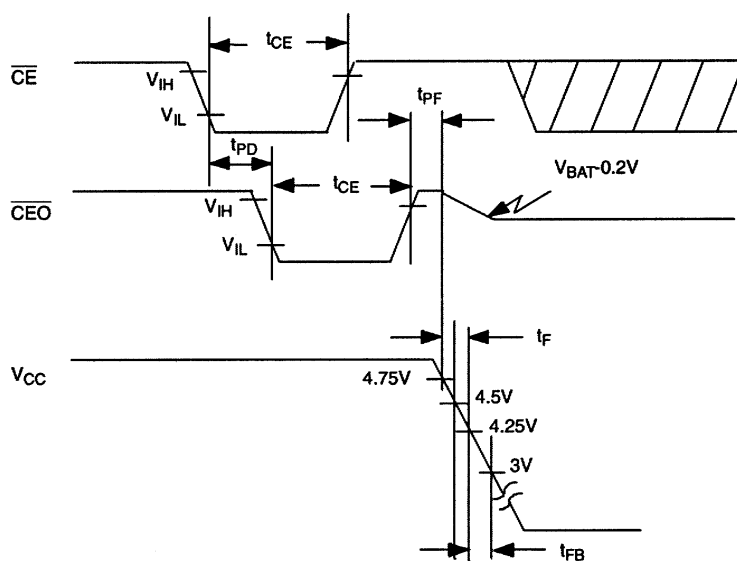 tCE
CE
VIH
VIL
tPF
tPD
tCE
VBAT-0.2V
CEO
VIH
VIL
tF
VCC
4.75V
4.5V
4.25V
3V
tFB